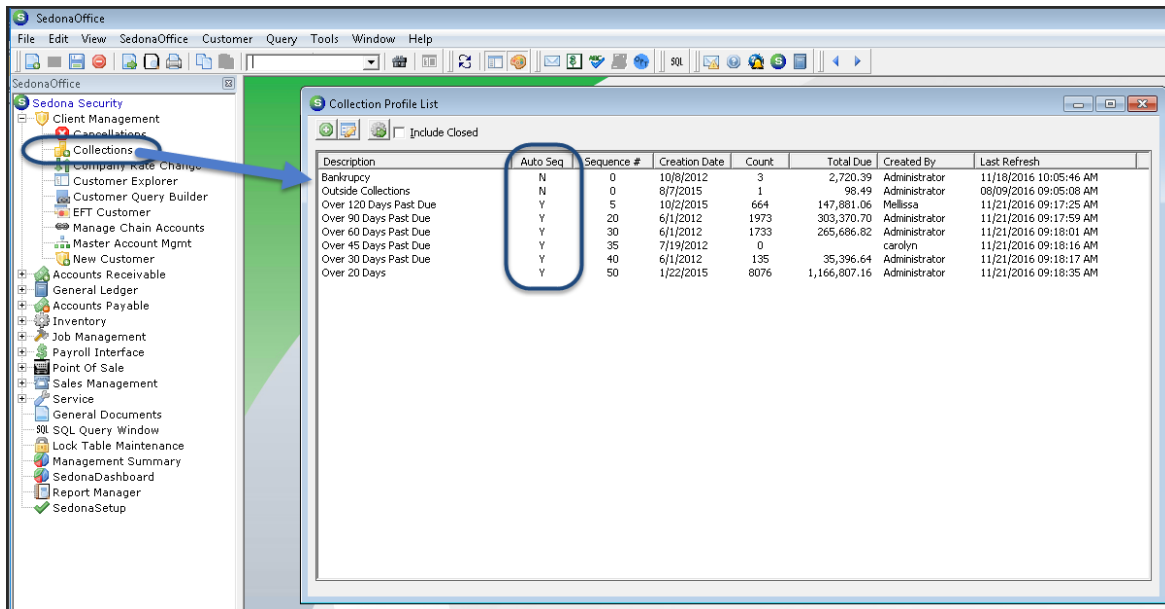 SedonaOffice
File Edit View SedonaOffice Customer Query Tools Window Help
SQL
SedonaOffice
Sedona Security
Client Management
Cancellations
Collections
Company Rate Change
Customer Explorer
Customer Query Builder
EFT Customer
Manage Chain Accounts
Master Account Mgmt
New Customer
Accounts Receivable
General Ledger
Accounts Payable
Inventory
Job Management
Payroll Interface
Point Of Sale
Sales Management
Service
General Documents
SQL SQL Query Window
Lock Table Maintenance
Management Summary
SedonaDashboard
Report Manager
SedonaSetup
Collection Profile List
Include Closed
Description Auto Seq Sequence # Creation Date Count Total Due Created By Last Refresh
Bankrupcy N 0 10/8/2012 3 2,720.39 Administrator 11/18/2016 10:05:46 AM
Outside Collections N 0 8/7/2015 1 98.49 Administrator 08/09/2016 09:05:08 AM
Over 120 Days Past Due Y 5 10/2/2015 664 147,881.06 Mellissa 11/21/2016 09:17:25 AM
Over 90 Days Past Due Y 20 6/1/2012 1973 303,370.70 Administrator 11/21/2016 09:17:59 AM
Over 60 Days Past Due Y 30 6/1/2012 1733 265,686.82 Administrator 11/21/2016 09:18:01 AM
Over 45 Days Past Due Y 35 7/19/2012 0 carolyn 11/21/2016 09:18:16 AM
Over 30 Days Past Due Y 40 6/1/2012 135 35,396.64 Administrator 11/21/2016 09:18:17 AM
Over 20 Days Y 50 1/22/2015 8076 1,166,807.16 Administrator 11/21/2016 09:18:35 AM